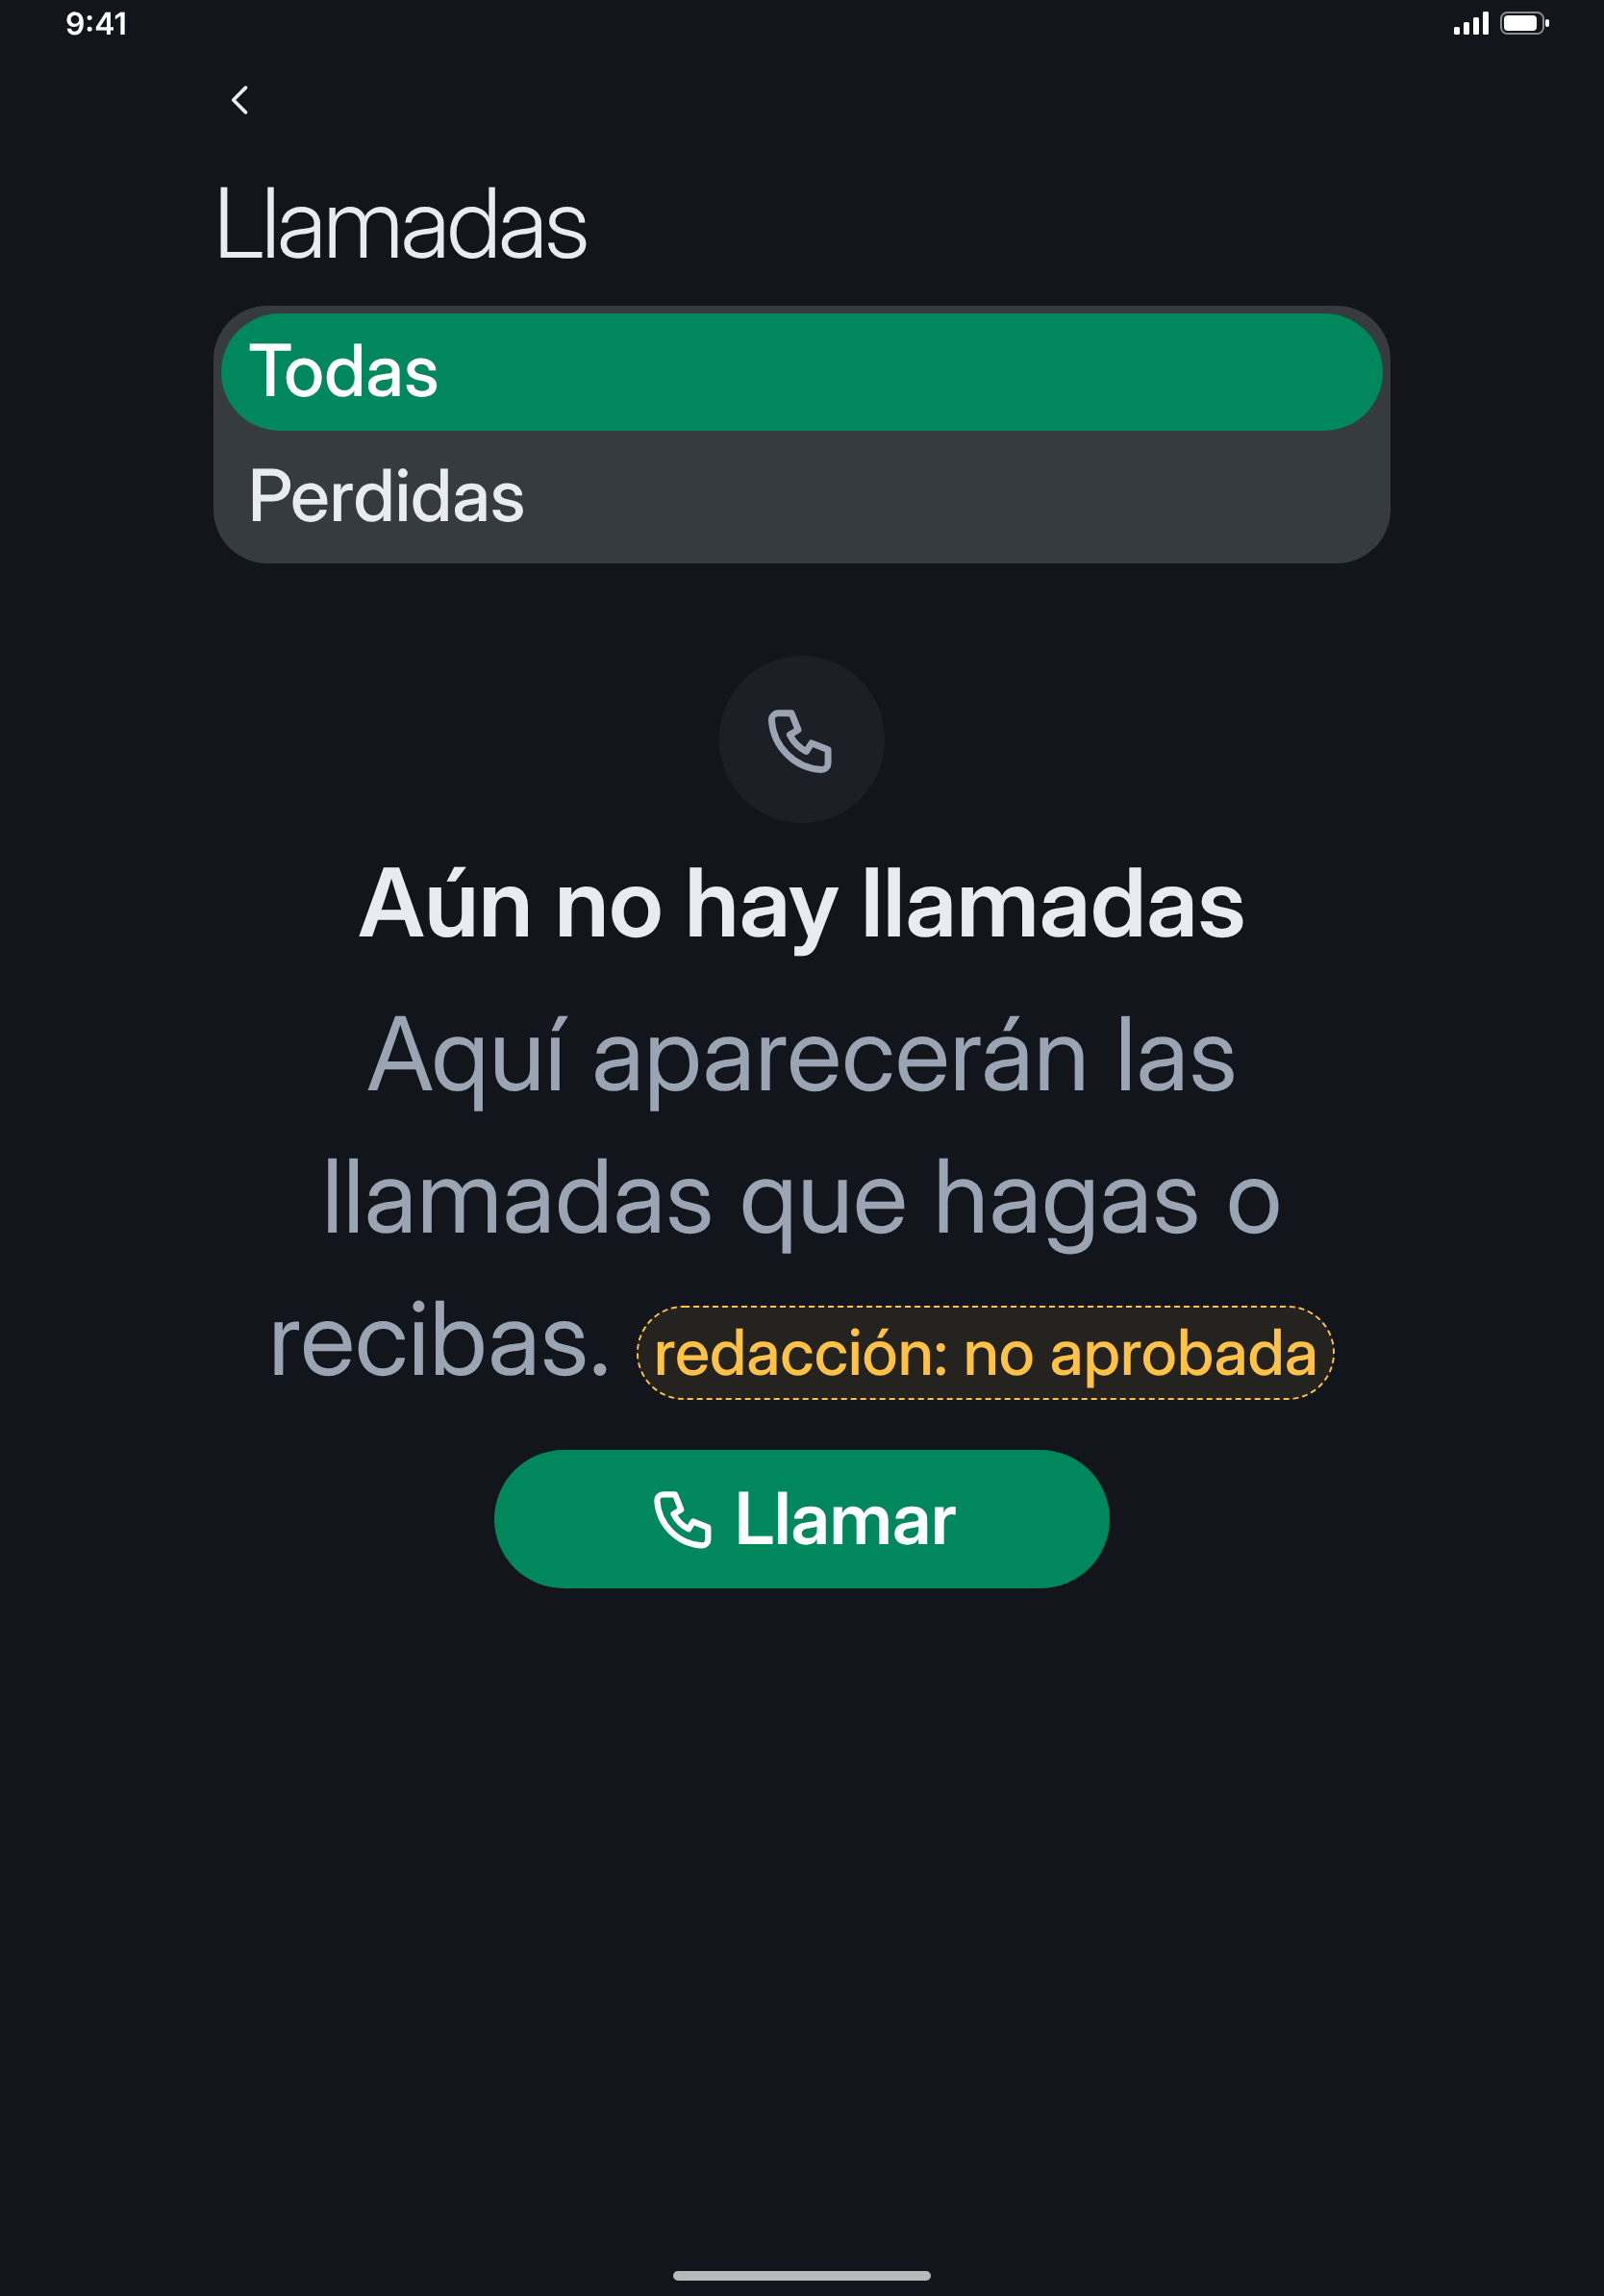 9:41
Llamadas
Todas
Perdidas
Aún no hay llamadas
Aquí aparecerán las
llamadas que hagas o
recibas. redacción: no aprobada
Llamar